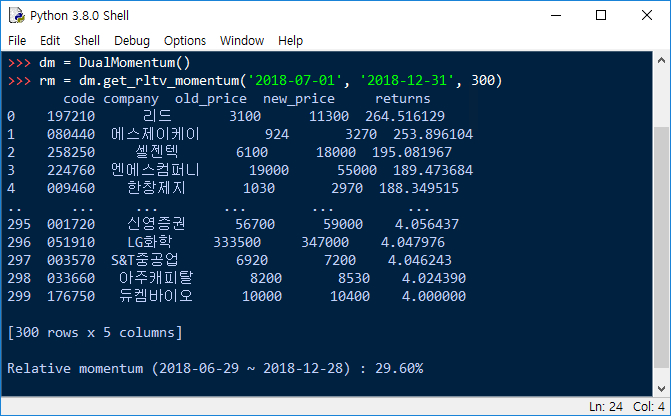 Python 3.8.0 Shell
File Edit Shell Debug Options Window Help
>>> dm = DualMomentum()
>>> rm = dm.get_rltv_momentum('2018-07-01', '2018-12-31', 300)
code company old_price new_price returns
0 197210 리드 3100 11300 264.516129
1 080440 에스제이케이 924 3270 253.896104
2 258250 셀젠텍 6100 18000 195.081967
3 224760 엔에스컴퍼니 19000 55000 189.473684
4 009460 한창제지 1030 2970 188.349515
.. ... ... ... ... ...
295 001720 신영증권 56700 59000 4.056437
296 051910 LG화학 333500 347000 4.047976
297 003570 S&T중공업 6920 7200 4.046243
298 033660 아주캐피탈 8200 8530 4.024390
299 176750 듀켐바이오 10000 10400 4.000000
[300 rows x 5 columns]
Relative momentum (2018-06-29 ~ 2018-12-28) : 29.60%
Ln: 24 Col: 4